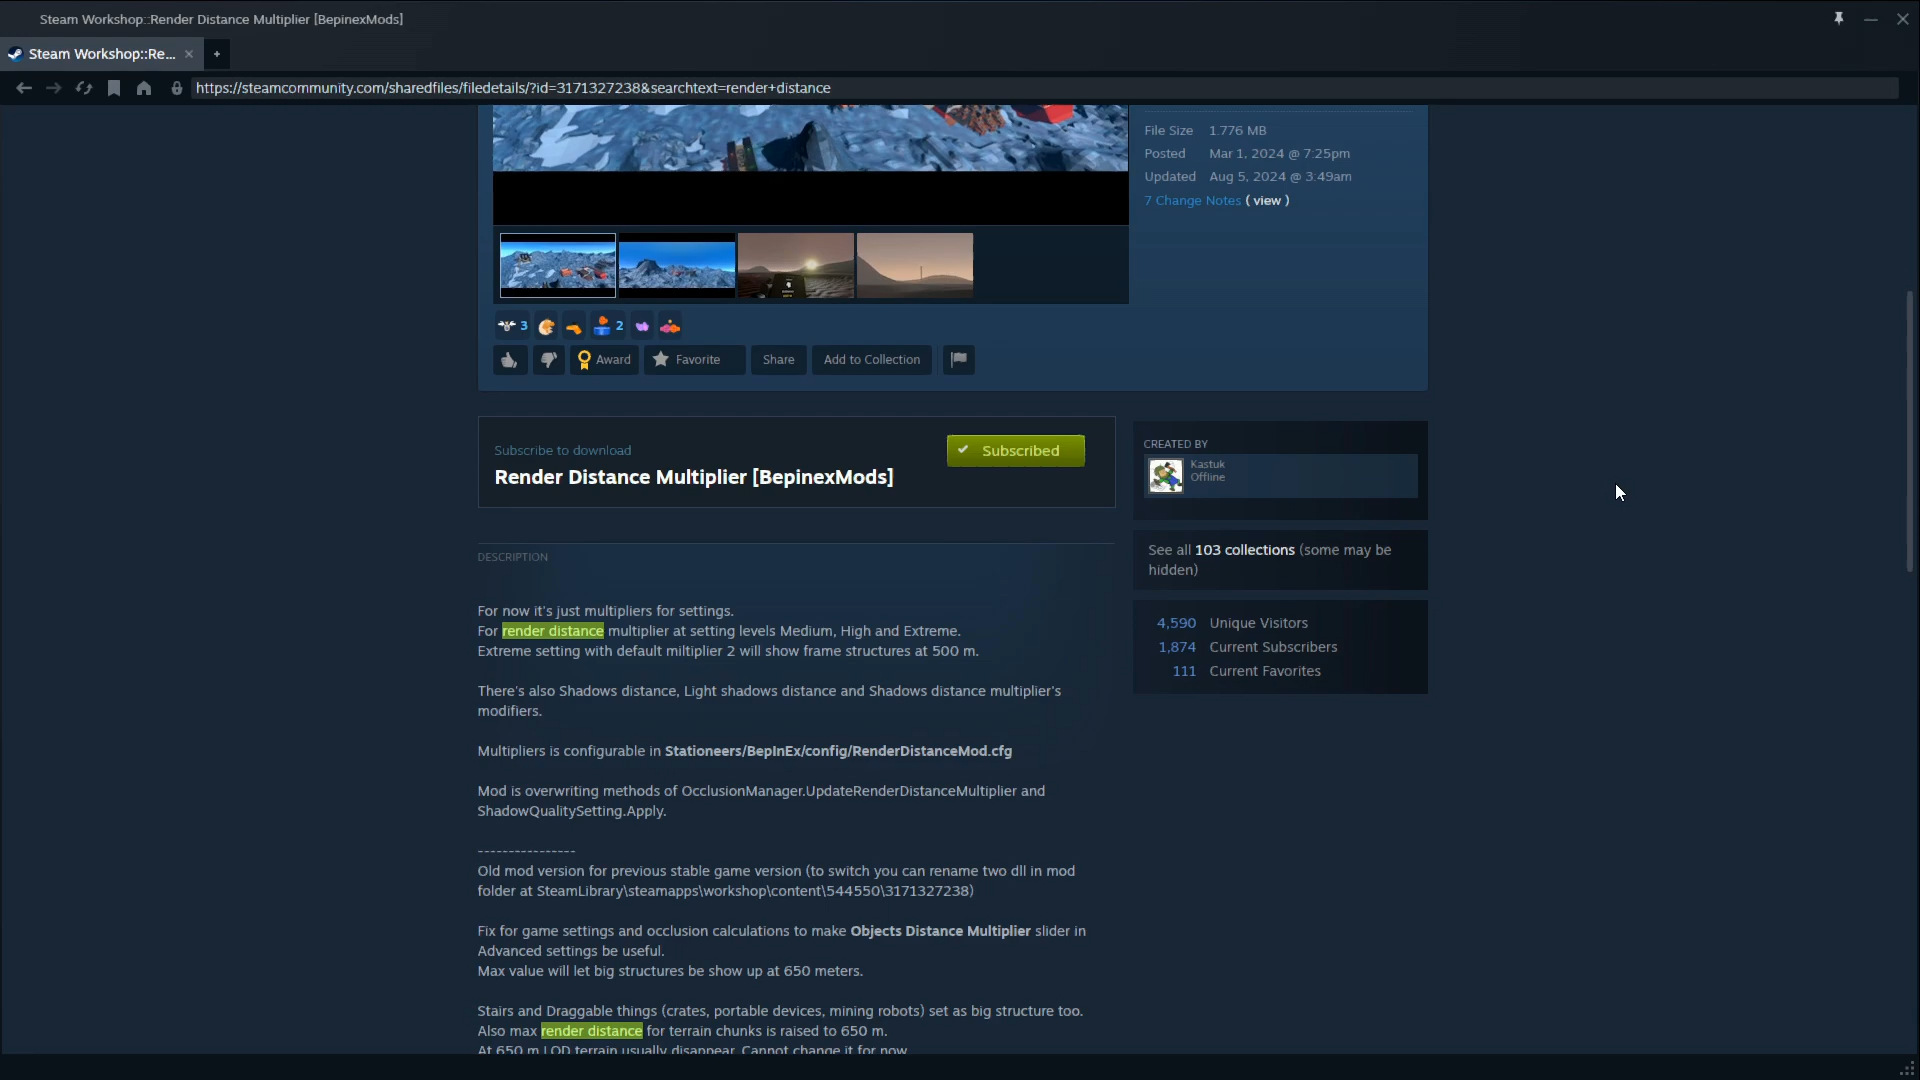 Steam Workshop::Render Distance Multiplier [BepinexMods]
Steam Workshop::Re...
https://steamcommunity.com/sharedfiles/filedetails/?id=3171327238&searchtext=render+distance
File Size 1.776 MB
Posted Mar 1, 2024 @ 7:25pm
Updated Aug 5, 2024 @ 3:49am
7 Change Notes ( view )
3
2
Award
Favorite
Share
Add to Collection
Subscribe to download
Render Distance Multiplier [BepinexMods]
Subscribed
CREATED BY
Kastuk
Offline
See all 103 collections (some may be
hidden)
4,590 Unique Visitors
1,874 Current Subscribers
111 Current Favorites
DESCRIPTION
For now it's just multipliers for settings.
For render distance multiplier at setting levels Medium, High and Extreme.
Extreme setting with default miltiplier 2 will show frame structures at 500 m.
There's also Shadows distance, Light shadows distance and Shadows distance multiplier's
modifiers.
Multipliers is configurable in Stationeers/BepInEx/config/RenderDistanceMod.cfg
Mod is overwriting methods of OcclusionManager.UpdateRenderDistanceMultiplier and
ShadowQualitySetting.Apply.
----------------
Old mod version for previous stable game version (to switch you can rename two dll in mod
folder at SteamLibrary\steamapps\workshop\content\544550\3171327238)
Fix for game settings and occlusion calculations to make Objects Distance Multiplier slider in
Advanced settings be useful.
Max value will let big structures be show up at 650 meters.
Stairs and Draggable things (crates, portable devices, mining robots) set as big structure too.
Also max render distance for terrain chunks is raised to 650 m.
At 650 m LOD terrain usually disappear. Cannot change it for now.